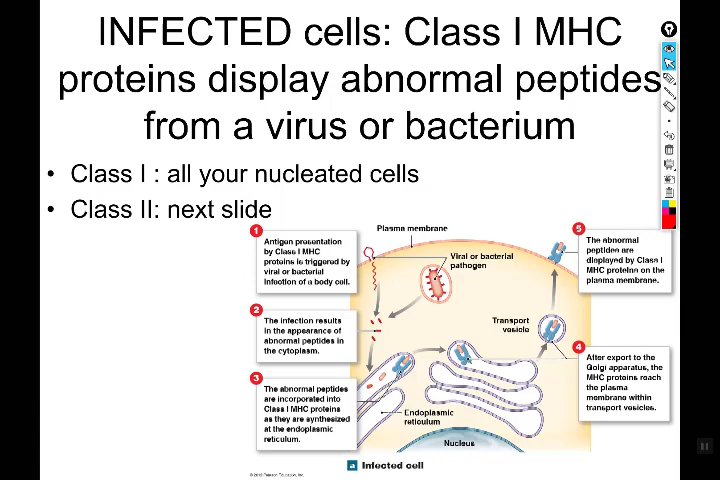 INFECTED cells: Class I MHC
proteins display abnormal peptides
from a virus or bacterium
• Class I : all your nucleated cells
• Class II: next slide
1
Antigen presentation
by Class I MHC
proteins is triggered by
viral or bacterial
infection of a body cell.
2
The infection results
in the appearance of
abnormal peptides in
the cytoplasm.
3
The abnormal peptides
are incorporated into
Class I MHC proteins
as they are synthesized
at the endoplasmic
reticulum.
Plasma membrane
Viral or bacterial
pathogen
Transport
vesicle
Endoplasmic
reticulum
Nucleus
5
The abnormal
peptides are
displayed by Class I
MHC proteins on the
plasma membrane.
4
After export to the
Golgi apparatus, the
MHC proteins reach
the plasma
membrane within
transport vesicles.
a Infected cell
Pearson Education, Inc.